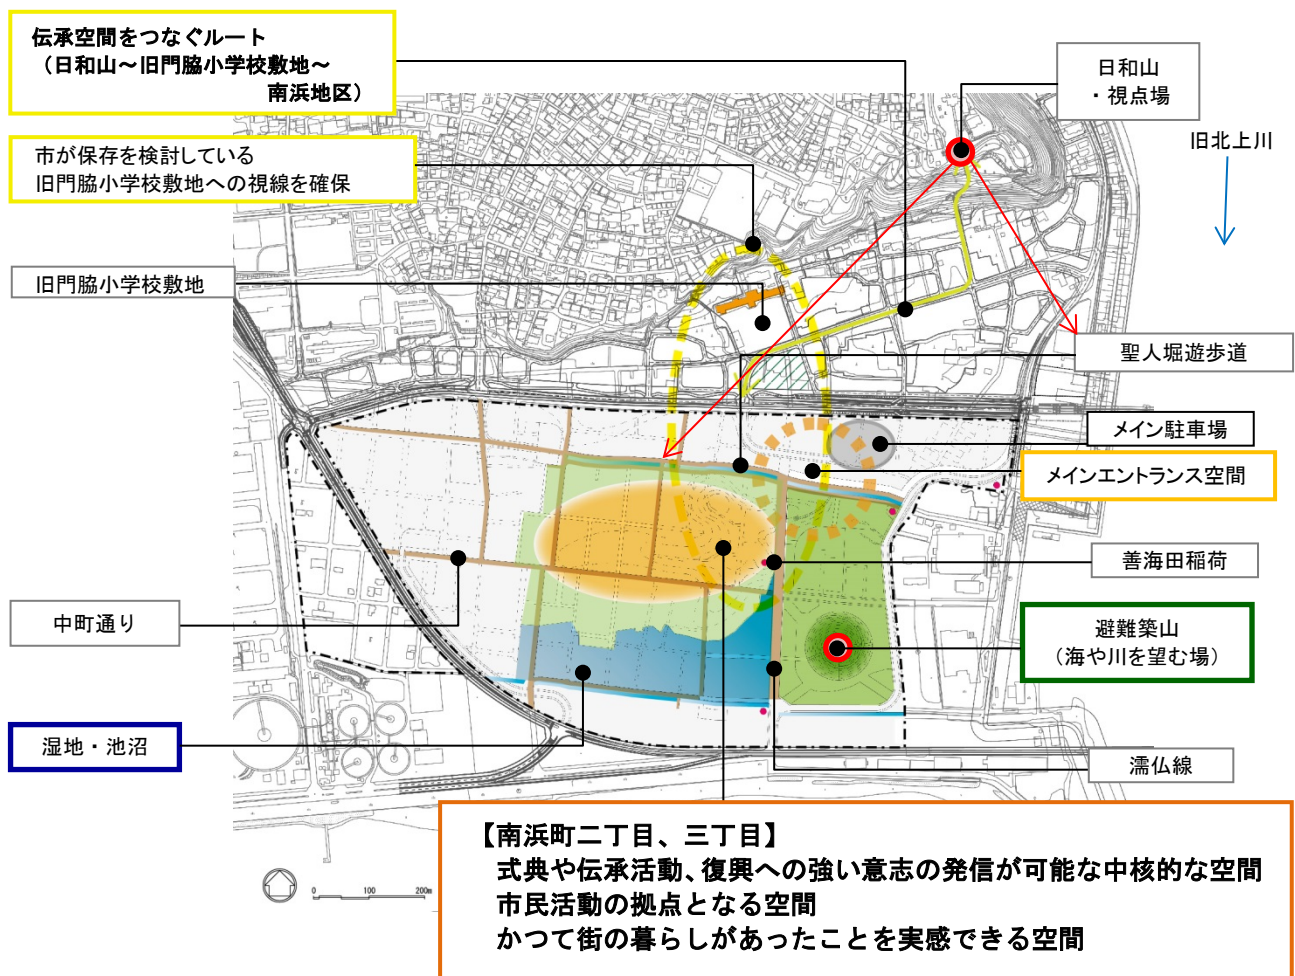 伝承空間をつなぐルート
（日和山～旧門脇小学校敷地～
南浜地区）
日和山
・視点場
旧北上川
市が保存を検討している
旧門脇小学校敷地への視線を確保
旧門脇小学校敷地
聖人堀遊歩道
メイン駐車場
メインエントランス空間
善海田稲荷
中町通り
避難築山
（海や川を望む場）
湿地・池沼
濡仏線
【南浜町二丁目、三丁目】
式典や伝承活動、復興への強い意志の発信が可能な中核的な空間
市民活動の拠点となる空間
かつて街の暮らしがあったことを実感できる空間
0 100 200m